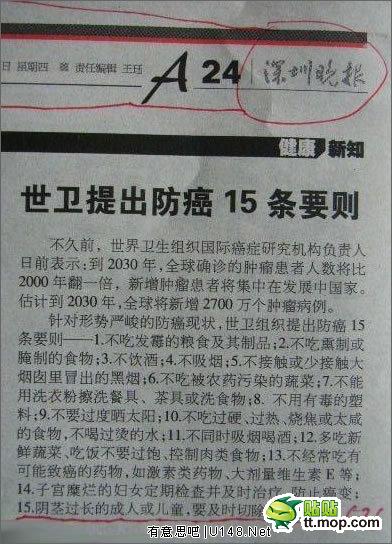 日 星期四 责任编辑 王珏 A 24 深圳晚报
健康 新知
世卫提出防癌 15 条要则
不久前，世界卫生组织国际癌症研究机构负责人
日前表示：到 2030 年，全球确诊的肿瘤患者人数将比
2000 年翻一倍，新增肿瘤患者将集中在发展中国家。
估计到 2030 年，全球将新增 2700 万个肿瘤病例。
针对形势严峻的防癌现状，世卫组织提出防癌 15
条要则——1.不吃发霉的粮食及其制品；2.不吃熏制或
腌制的食物；3.不饮酒；4.不吸烟；5.不接触或少接触大
烟囱里冒出的黑烟；6.不吃被农药污染的蔬菜；7.不能
用洗衣粉擦洗餐具、茶具或洗食物；8. 不用有毒的塑
料；9.不要过度晒太阳；10.不吃过硬、过热、烧焦或太咸
的食物，不喝过烫的水；11.不同时吸烟喝酒；12.多吃新
鲜蔬菜、吃饭不要过饱、控制肉类食物；13.不经常吃有
可能致癌的药物，如激素类药物、大剂量维生素 E 等；
14.子宫糜烂的妇女定期检查并及时治疗，防止癌变；
15.阴茎过长的成人或儿童，要及时切除
有意思吧 | U148.Net
贴贴
tt.mop.com